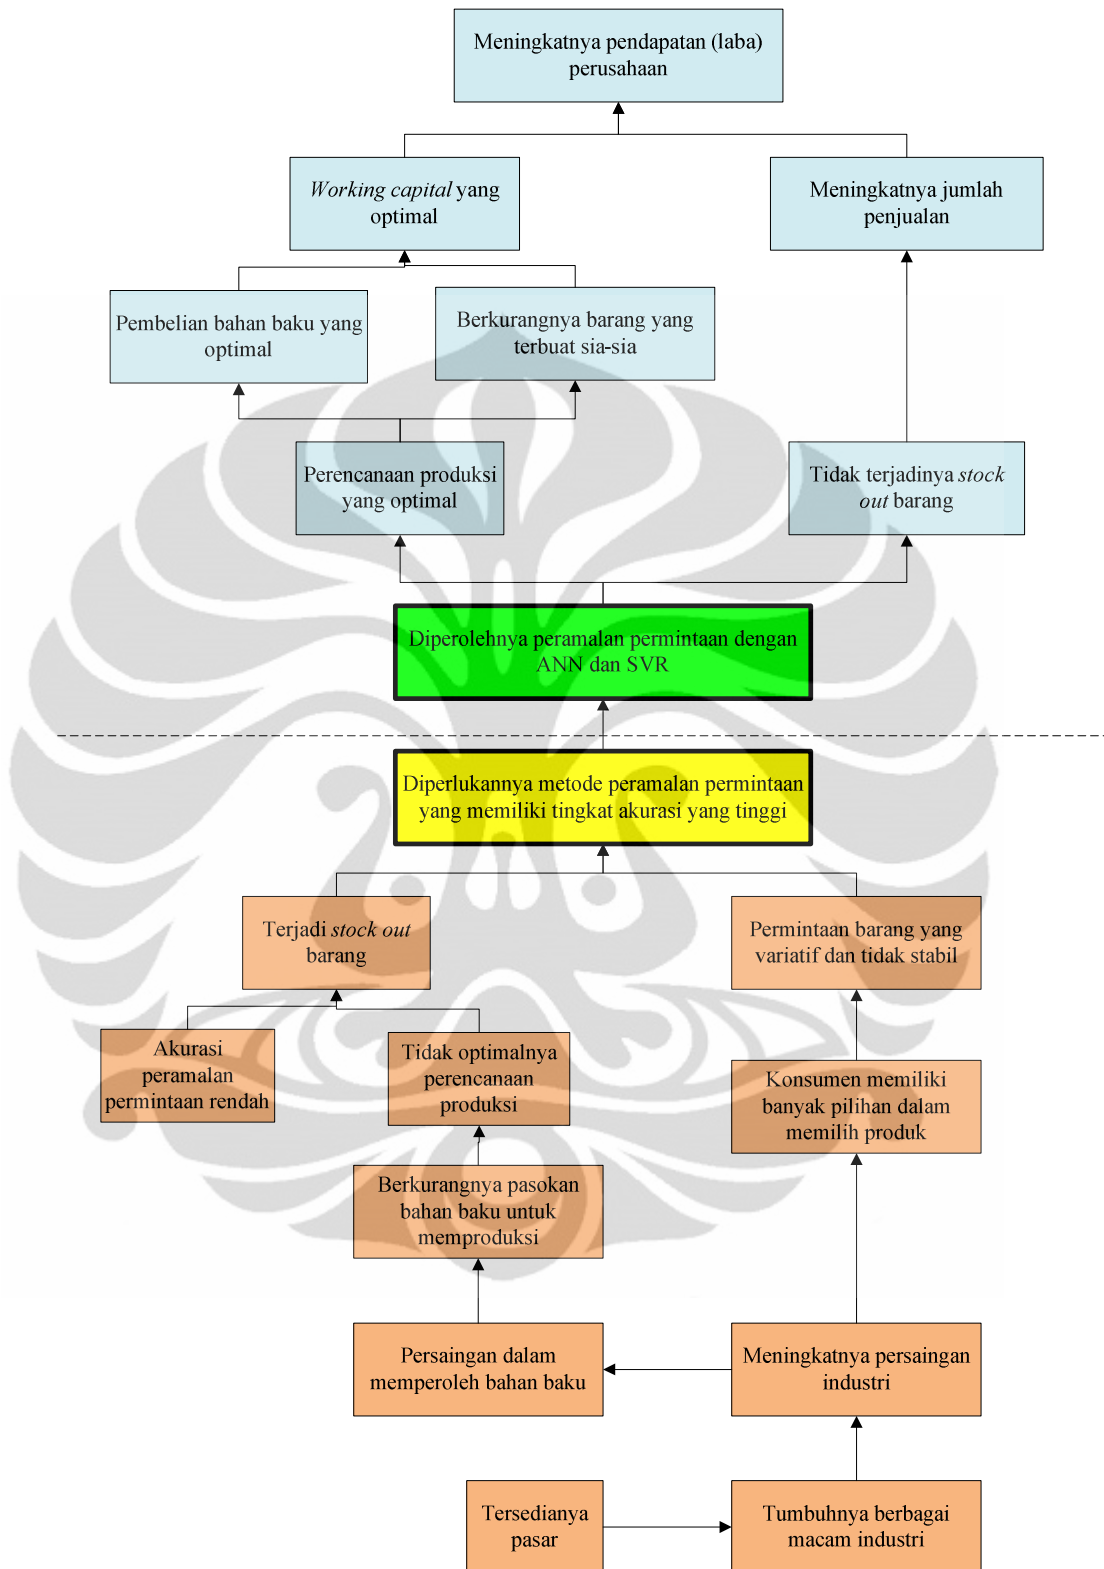 Meningkatnya pendapatan (laba)
perusahaan
Working capital yang
optimal
Meningkatnya jumlah
penjualan
Pembelian bahan baku yang
optimal
Berkurangnya barang yang
terbuat sia-sia
Perencanaan produksi
yang optimal
Tidak terjadinya stock
out barang
Diperolehnya peramalan permintaan dengan
ANN dan SVR
Diperlukannya metode peramalan permintaan
yang memiliki tingkat akurasi yang tinggi
Terjadi stock out
barang
Permintaan barang yang
variatif dan tidak stabil
Akurasi
peramalan
permintaan rendah
Tidak optimalnya
perencanaan
produksi
Konsumen memiliki
banyak pilihan dalam
memilih produk
Berkurangnya pasokan
bahan baku untuk
memproduksi
Persaingan dalam
memperoleh bahan baku
Meningkatnya persaingan
industri
Tersedianya
pasar
Tumbuhnya berbagai
macam industri